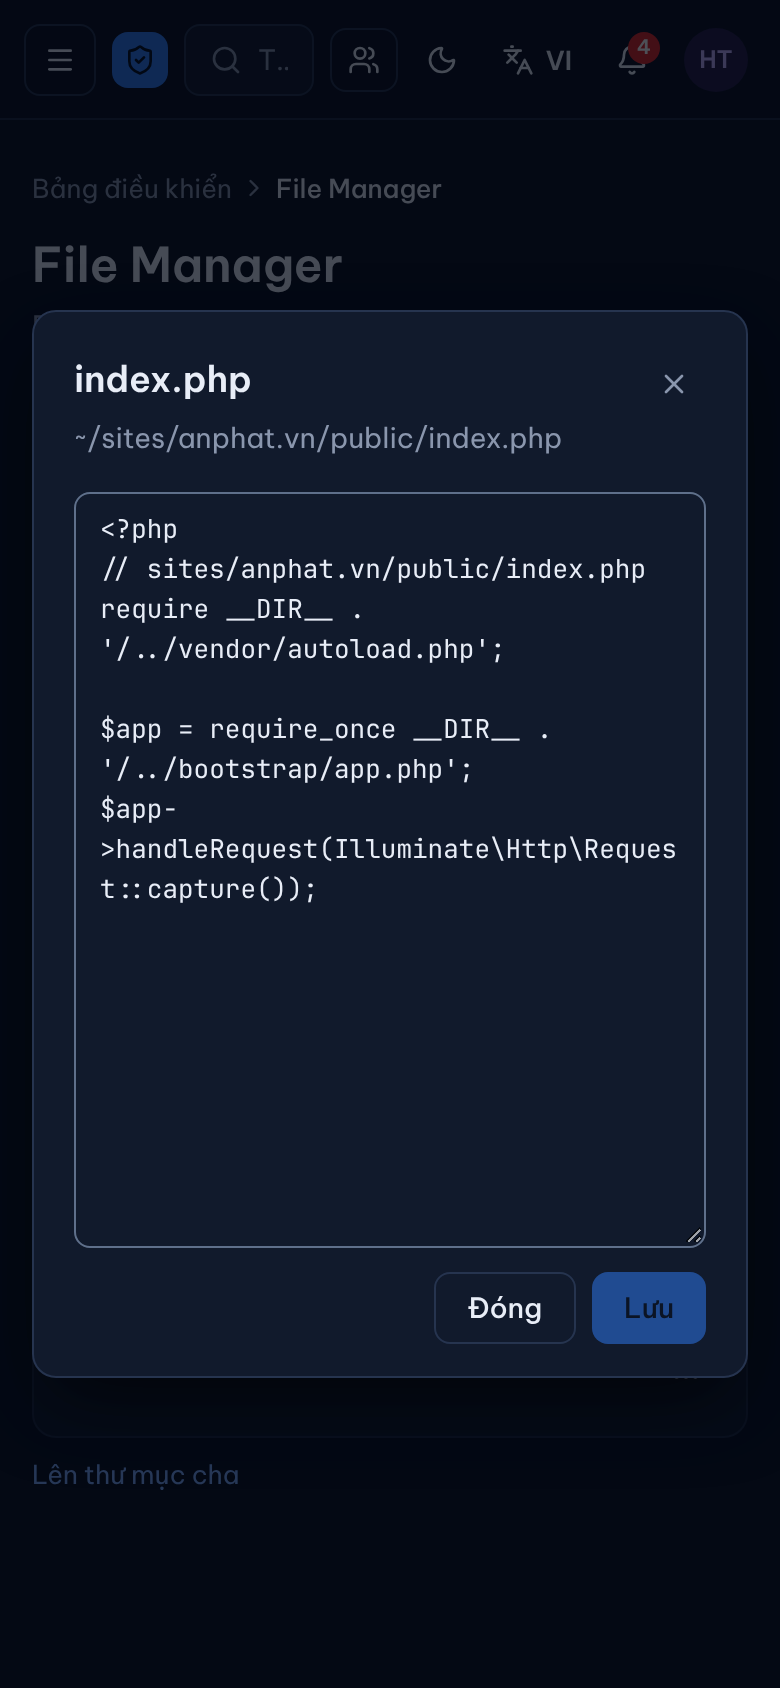 T..
VI
4
HT
Bảng điều khiển > File Manager
File Manager
index.php
~/sites/anphat.vn/public/index.php
<?php
// sites/anphat.vn/public/index.php
require __DIR__ .
'/../vendor/autoload.php';
$app = require_once __DIR__ .
'/../bootstrap/app.php';
$app-
>handleRequest(Illuminate\Http\Reques
t::capture());
Đóng
Lưu
Lên thư mục cha